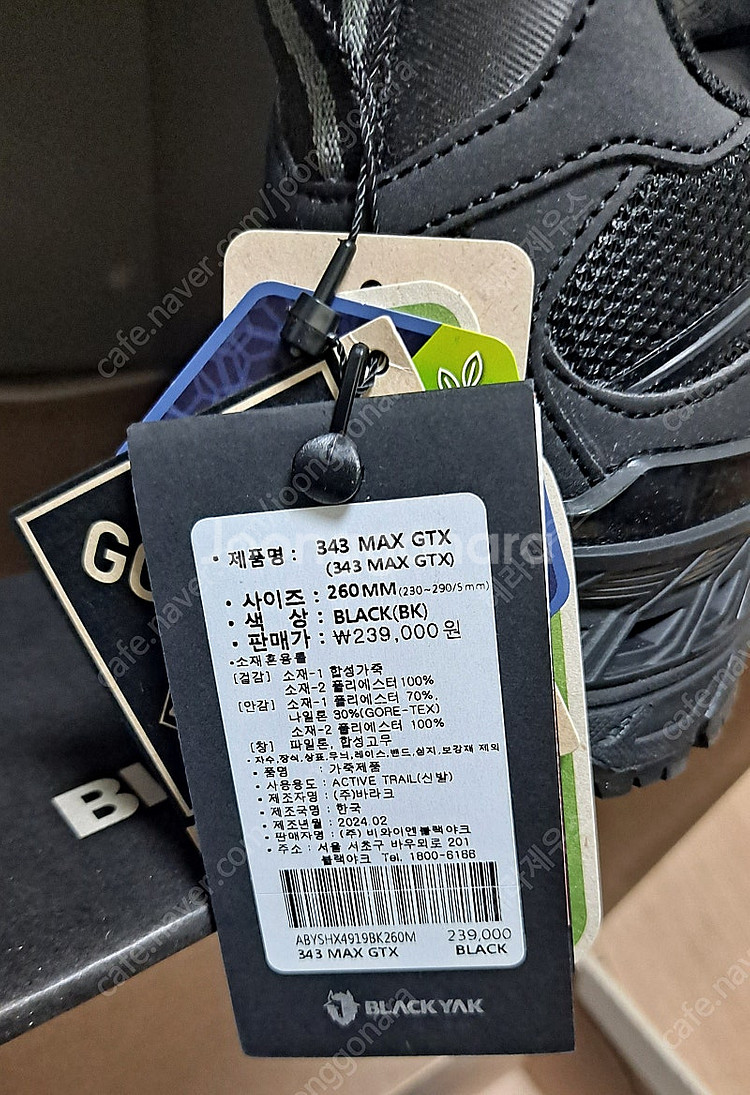 GO
BL
• 제품명 : 343 MAX GTX
(343 MAX GTX)
• 사이즈 : 260MM(230~290/5mm)
• 색 상 : BLACK(BK)
• 판매가 : ₩239,000원
•소재혼용률
[겉감] 소재-1 합성가죽
소재-2 폴리에스터 100%
[안감] 소재-1 폴리에스터 70%,
나일론 30%(GORE-TEX)
소재-2 폴리에스터 100%
[창] 파일론, 합성고무
• 자수,장식,상표,무늬,레이스,밴드,심지,보강재 제외
• 품명 : 가죽제품
• 사용용도 : ACTIVE TRAIL(신발)
• 제조자명 : (주)바라크
• 제조국명 : 한국
• 제조년월 : 2024.02
• 판매자명 : (주) 비와이엔블랙야크
• 주소 : 서울 서초구 바우뫼로 201
블랙야크 Tel. 1800-6188
ABYSHX4919BK260M 239,000
343 MAX GTX BLACK
BLACKYAK
Joonggonara
cafe.naver.com/joonggonara